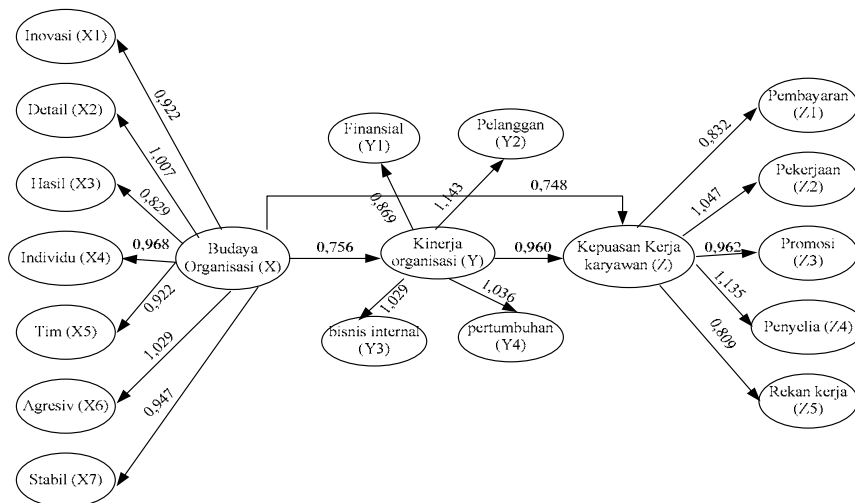 Inovasi (X1)
Detail (X2)
Hasil (X3)
Individu (X4)
Tim (X5)
Agresiv (X6)
Stabil (X7)
0,922
1,007
0,829
0,968
0,922
1,029
0,947
Budaya
Organisasi (X)
0,756
0,748
Finansial
(Y1)
Pelanggan
(Y2)
0,869
1,143
Kinerja
organisasi (Y)
1,029
1,036
bisnis internal
(Y3)
pertumbuhan
(Y4)
0,960
Kepuasan Kerja
karyawan (Z)
0,832
1,047
0,962
1,135
0,809
Pembayaran
(Z1)
Pekerjaan
(Z2)
Promosi
(Z3)
Penyelia (Z4)
Rekan kerja
(Z5)